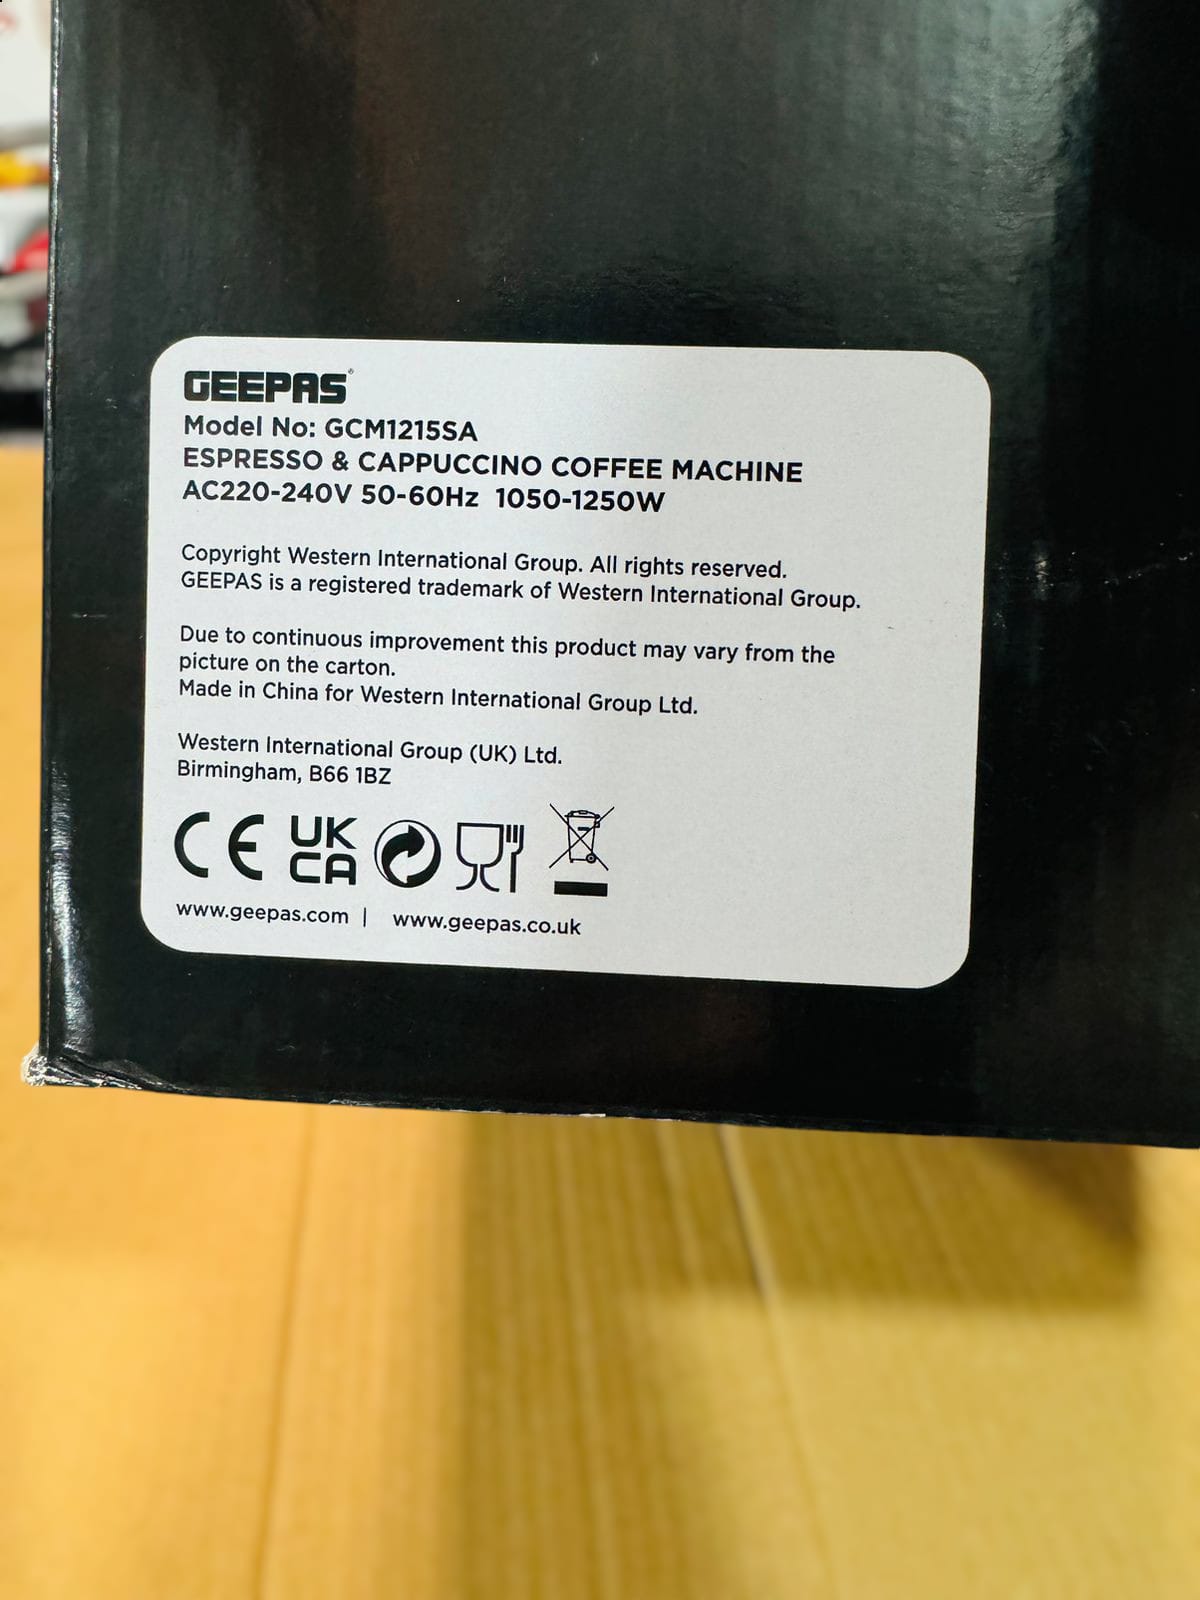 GEEPAS®
Model No: GCM1215SA
ESPRESSO & CAPPUCCINO COFFEE MACHINE
AC220-240V 50-60Hz 1050-1250W
Copyright Western International Group. All rights reserved.
GEEPAS is a registered trademark of Western International Group.
Due to continuous improvement this product may vary from the
picture on the carton.
Made in China for Western International Group Ltd.
Western International Group (UK) Ltd.
Birmingham, B66 1BZ
CE UK
CA
www.geepas.com | www.geepas.co.uk